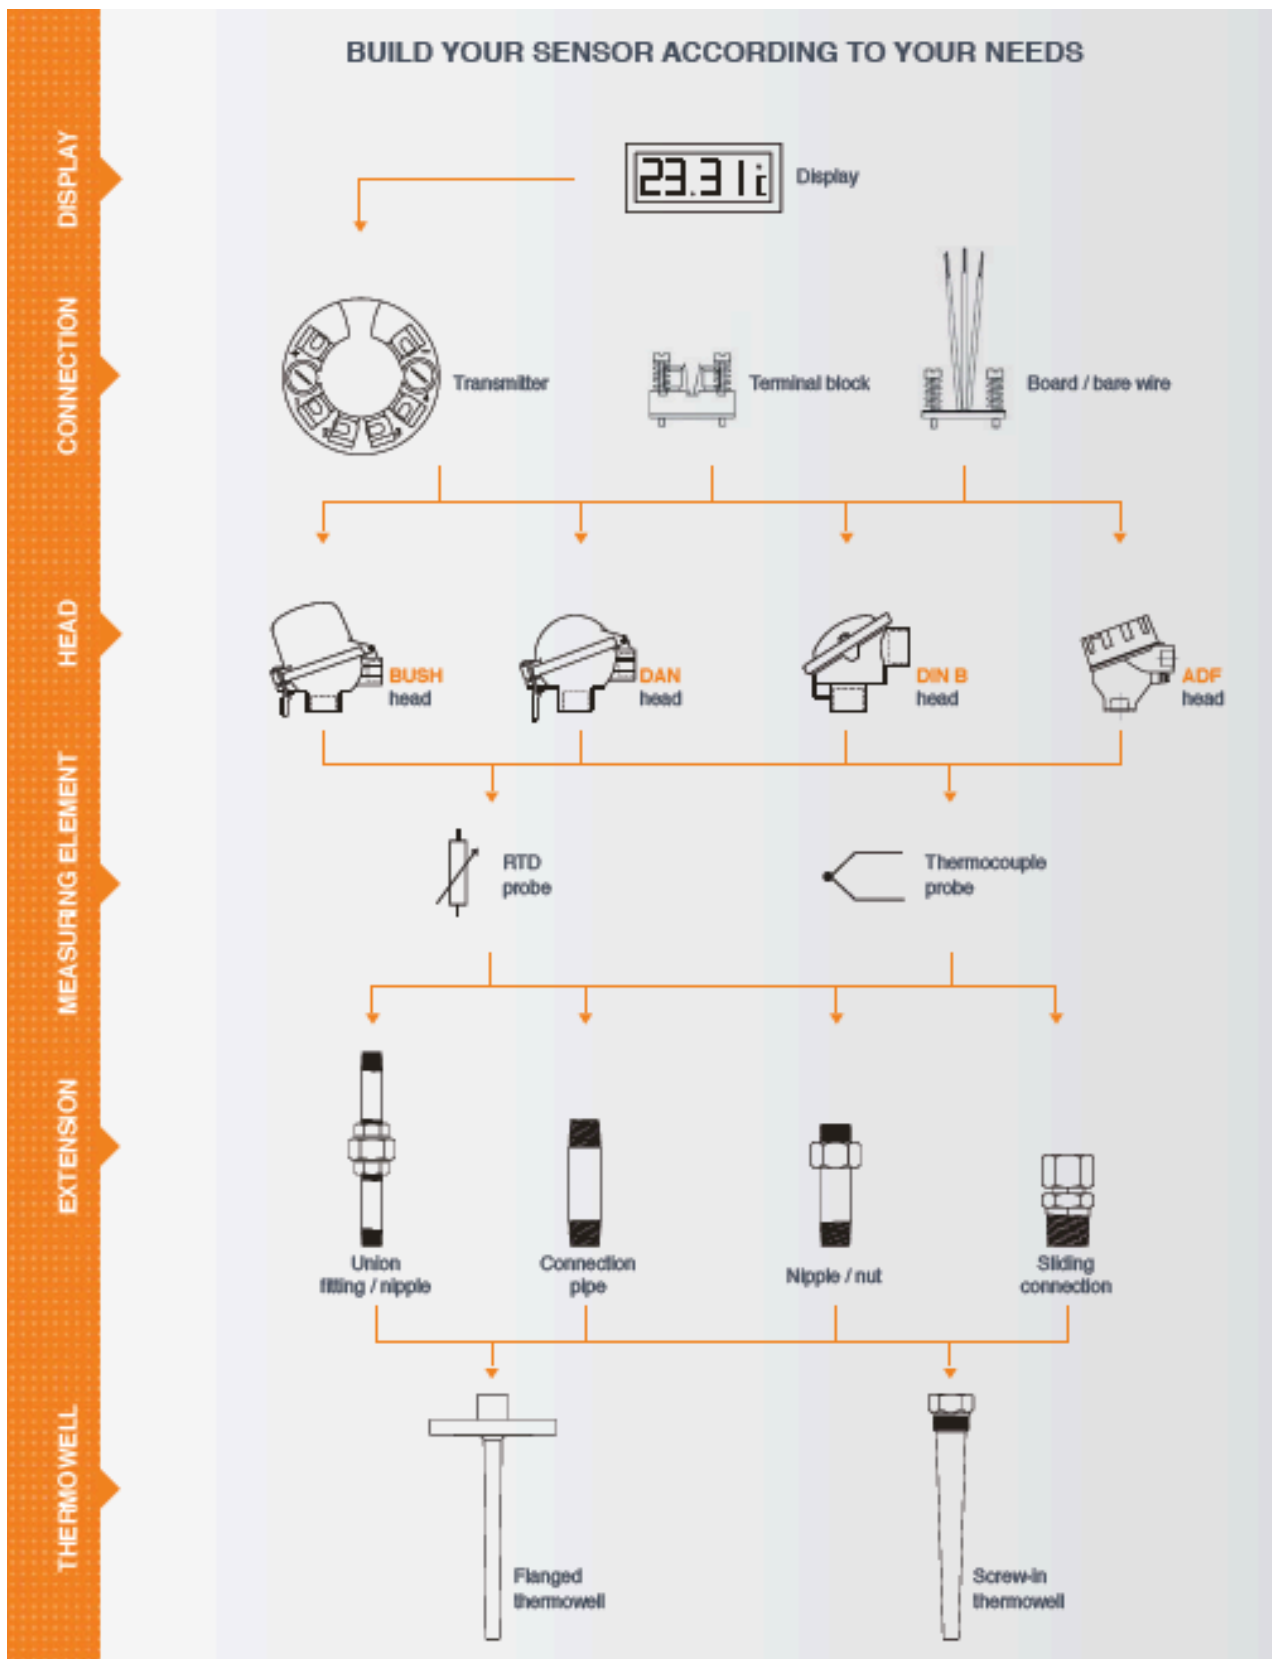 BUILD YOUR SENSOR ACCORDING TO YOUR NEEDS
DISPLAY
23.31
Display
CONNECTION
Transmitter
Terminal block
Board / bare wire
HEAD
BUSH
head
DAN
head
DIN B
head
ADF
head
MEASURING ELEMENT
RTD
probe
Thermocouple
probe
EXTENSION
Union
fitting / nipple
Connection
pipe
Nipple / nut
Sliding
connection
THERMOWELL
Flanged
thermowell
Screw-in
thermowell